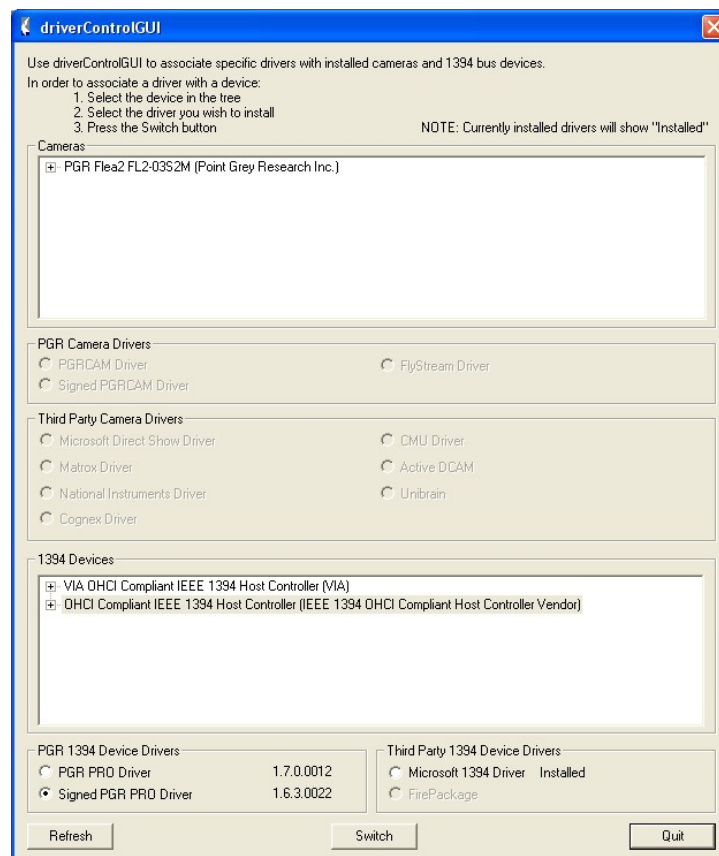 driverControlGUI
Use driverControlGUI to associate specific drivers with installed cameras and 1394 bus devices.
In order to associate a driver with a device:
1. Select the device in the tree
2. Select the driver you wish to install
3. Press the Switch button
NOTE: Currently installed drivers will show "Installed"
Cameras
PGR Flea2 FL2-03S2M (Point Grey Research Inc.)
PGR Camera Drivers
PGRCAM Driver
FlyStream Driver
Signed PGRCAM Driver
Third Party Camera Drivers
Microsoft Direct Show Driver
CMU Driver
Matrox Driver
Active DCAM
National Instruments Driver
Unibrain
Cognex Driver
1394 Devices
VIA OHCI Compliant IEEE 1394 Host Controller (VIA)
OHCI Compliant IEEE 1394 Host Controller (IEEE 1394 OHCI Compliant Host Controller Vendor)
PGR 1394 Device Drivers
PGR PRO Driver 1.7.0.0012
Signed PGR PRO Driver 1.6.3.0022
Third Party 1394 Device Drivers
Microsoft 1394 Driver Installed
FirePackage
Refresh
Switch
Quit